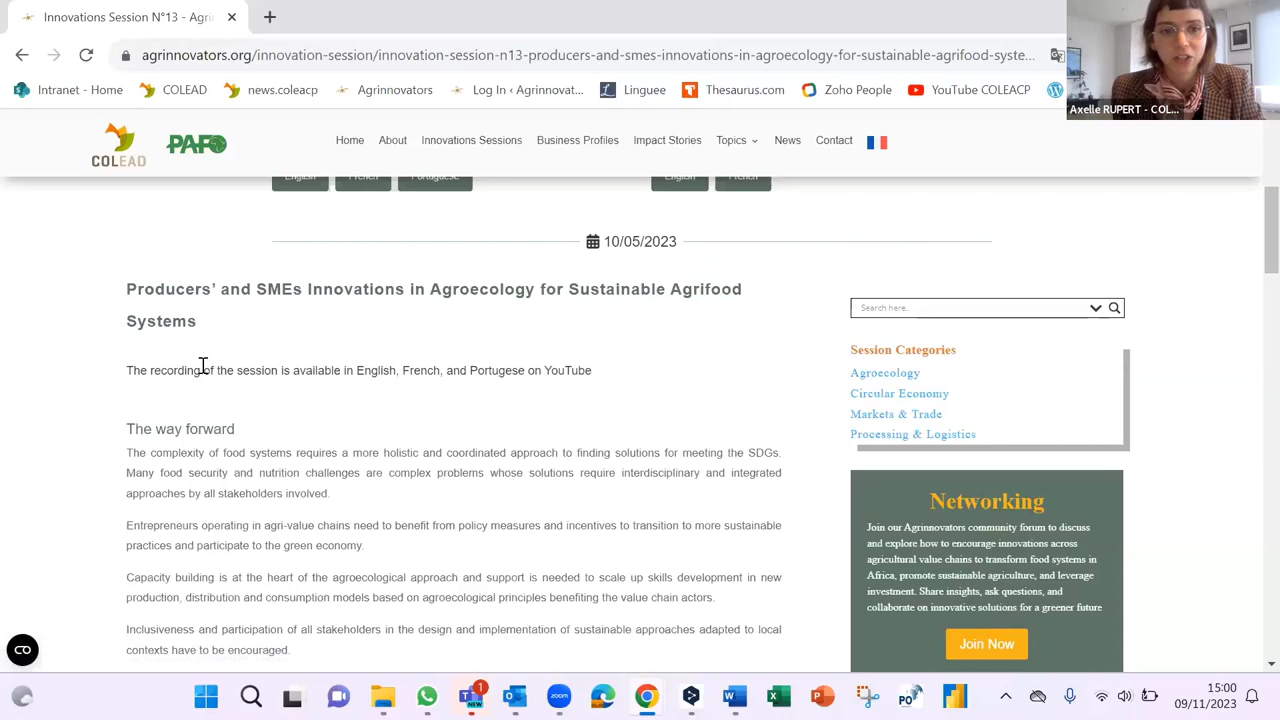 Innovations Session N°13 - Agri
agrinnovators.org/innovation-session/innovation-session-n13-producers-and-smes-innovations-in-agroecology-for-sustainable-agrifood-syste...
Intranet - Home
COLEAD
news.coleacp
Agrinnovators
Log In ‹ Agrinnovat...
Linguee
Thesaurus.com
Zoho People
YouTube COLEACP
Axelle RUPERT - COL...
COLEAD
PAFO
Home
About
Innovations Sessions
Business Profiles
Impact Stories
Topics
News
Contact
English
French
Portuguese
English
French
10/05/2023
Producers’ and SMEs Innovations in Agroecology for Sustainable Agrifood
Systems
The recording of the session is available in English, French, and Portugese on YouTube
The way forward
The complexity of food systems requires a more holistic and coordinated approach to finding solutions for meeting the SDGs.
Many food security and nutrition challenges are complex problems whose solutions require interdisciplinary and integrated
approaches by all stakeholders involved.
Entrepreneurs operating in agri-value chains need to benefit from policy measures and incentives to transition to more sustainable
practices and participate to the green economy.
Capacity building is at the heart of the agroecological approach and support is needed to scale up skills development in new
production, distribution and consumption models based on agroecological principles benefiting the value chain actors.
Inclusiveness and participation of all stakeholders in the design and implementation of sustainable approaches adapted to local
contexts have to be encouraged.
Search here..
Session Categories
Agroecology
Circular Economy
Markets & Trade
Processing & Logistics
Networking
Join our Agrinnovators community forum to discuss
and explore how to encourage innovations across
agricultural value chains to transform food systems in
Africa, promote sustainable agriculture, and leverage
investment. Share insights, ask questions, and
collaborate on innovative solutions for a greener future
Join Now
1
NEW
zoom
15:00
09/11/2023